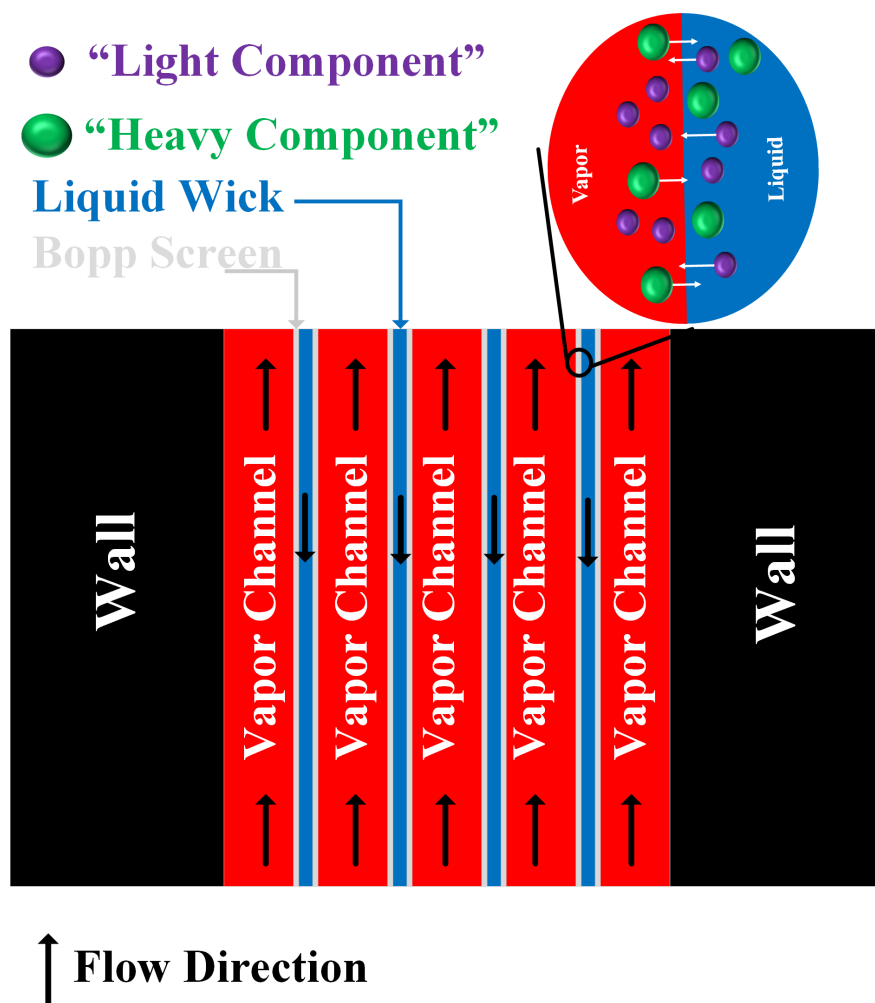 “Light Component”
“Heavy Component”
Liquid Wick
Bopp Screen
Vapor
Liquid
Wall
Vapor Channel
Vapor Channel
Vapor Channel
Vapor Channel
Vapor Channel
Wall
Flow Direction